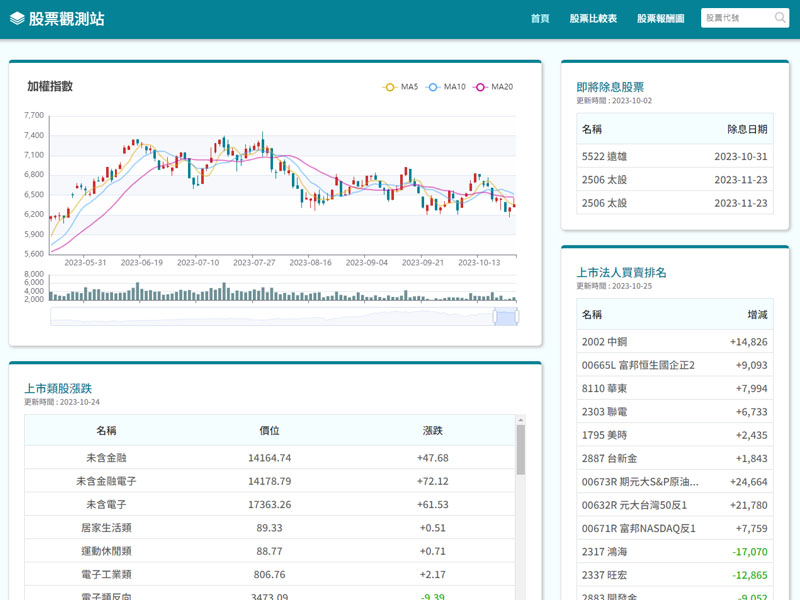 股票觀測站
首頁 股票比較表 股票報酬圖 股票代號
加權指數
MA5 MA10 MA20
7,700
7,400
7,100
6,800
6,500
6,200
5,900
5,600
2023-05-31 2023-06-19 2023-07-10 2023-07-27 2023-08-16 2023-09-04 2023-09-21 2023-10-13
8,000
6,000
4,000
2,000
上市類股漲跌
更新時間 : 2023-10-24
名稱 價位 漲跌
未含金融 14164.74 +47.68
未含金融電子 14178.79 +72.12
未含電子 17363.26 +61.53
居家生活類 89.33 +0.51
運動休閒類 88.77 +0.71
電子工業類 806.76 +2.17
電子類反向 3473.09 -9.39
即將除息股票
更新時間 : 2023-10-02
名稱 除息日期
5522 遠雄 2023-10-31
2506 太設 2023-11-23
2506 太設 2023-11-23
上市法人買賣排名
更新時間 : 2023-10-25
名稱 增減
2002 中鋼 +14,826
00665L 富邦恒生國企正2 +9,093
8110 華東 +7,994
2303 聯電 +6,733
1795 美時 +2,435
2887 台新金 +1,843
00673R 期元大S&P原油... +24,664
00632R 元大台灣50反1 +21,780
00671R 富邦NASDAQ反1 +7,759
2317 鴻海 -17,070
2337 旺宏 -12,865
2883 開發金 -9,052